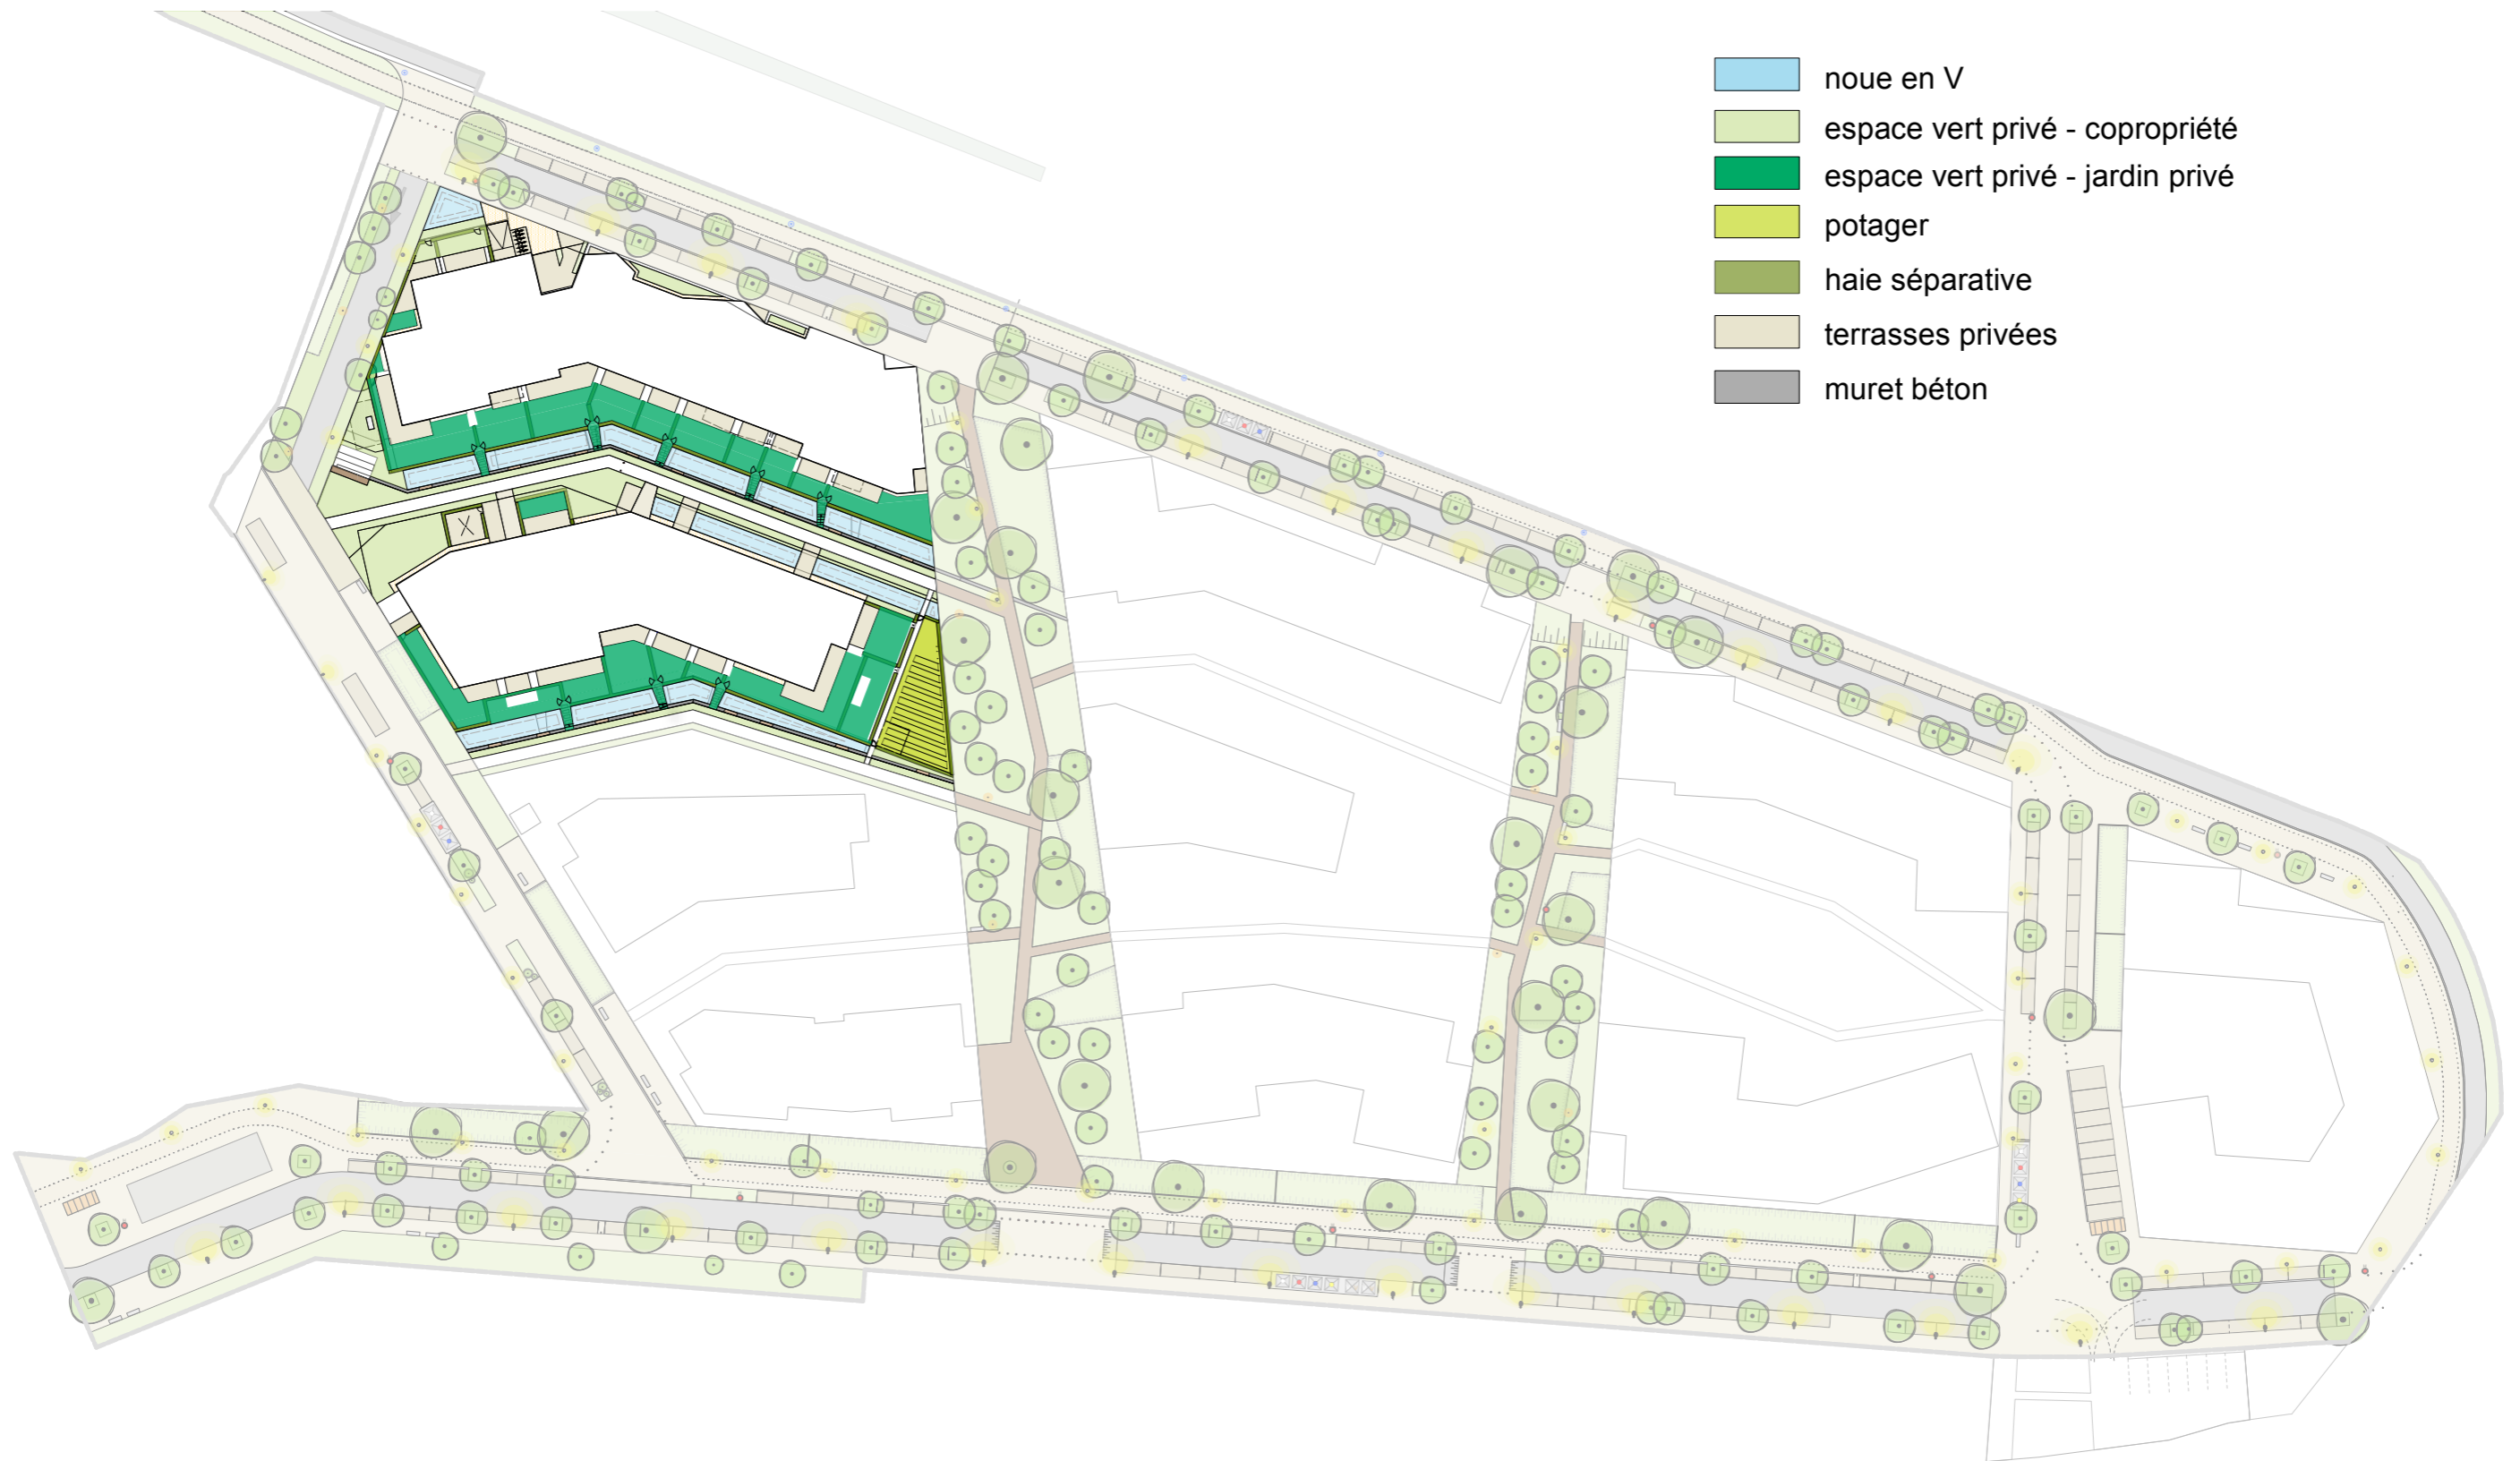 noue en V
espace vert privé - copropriété
espace vert privé - jardin privé
potager
haie séparative
terrasses privées
muret béton